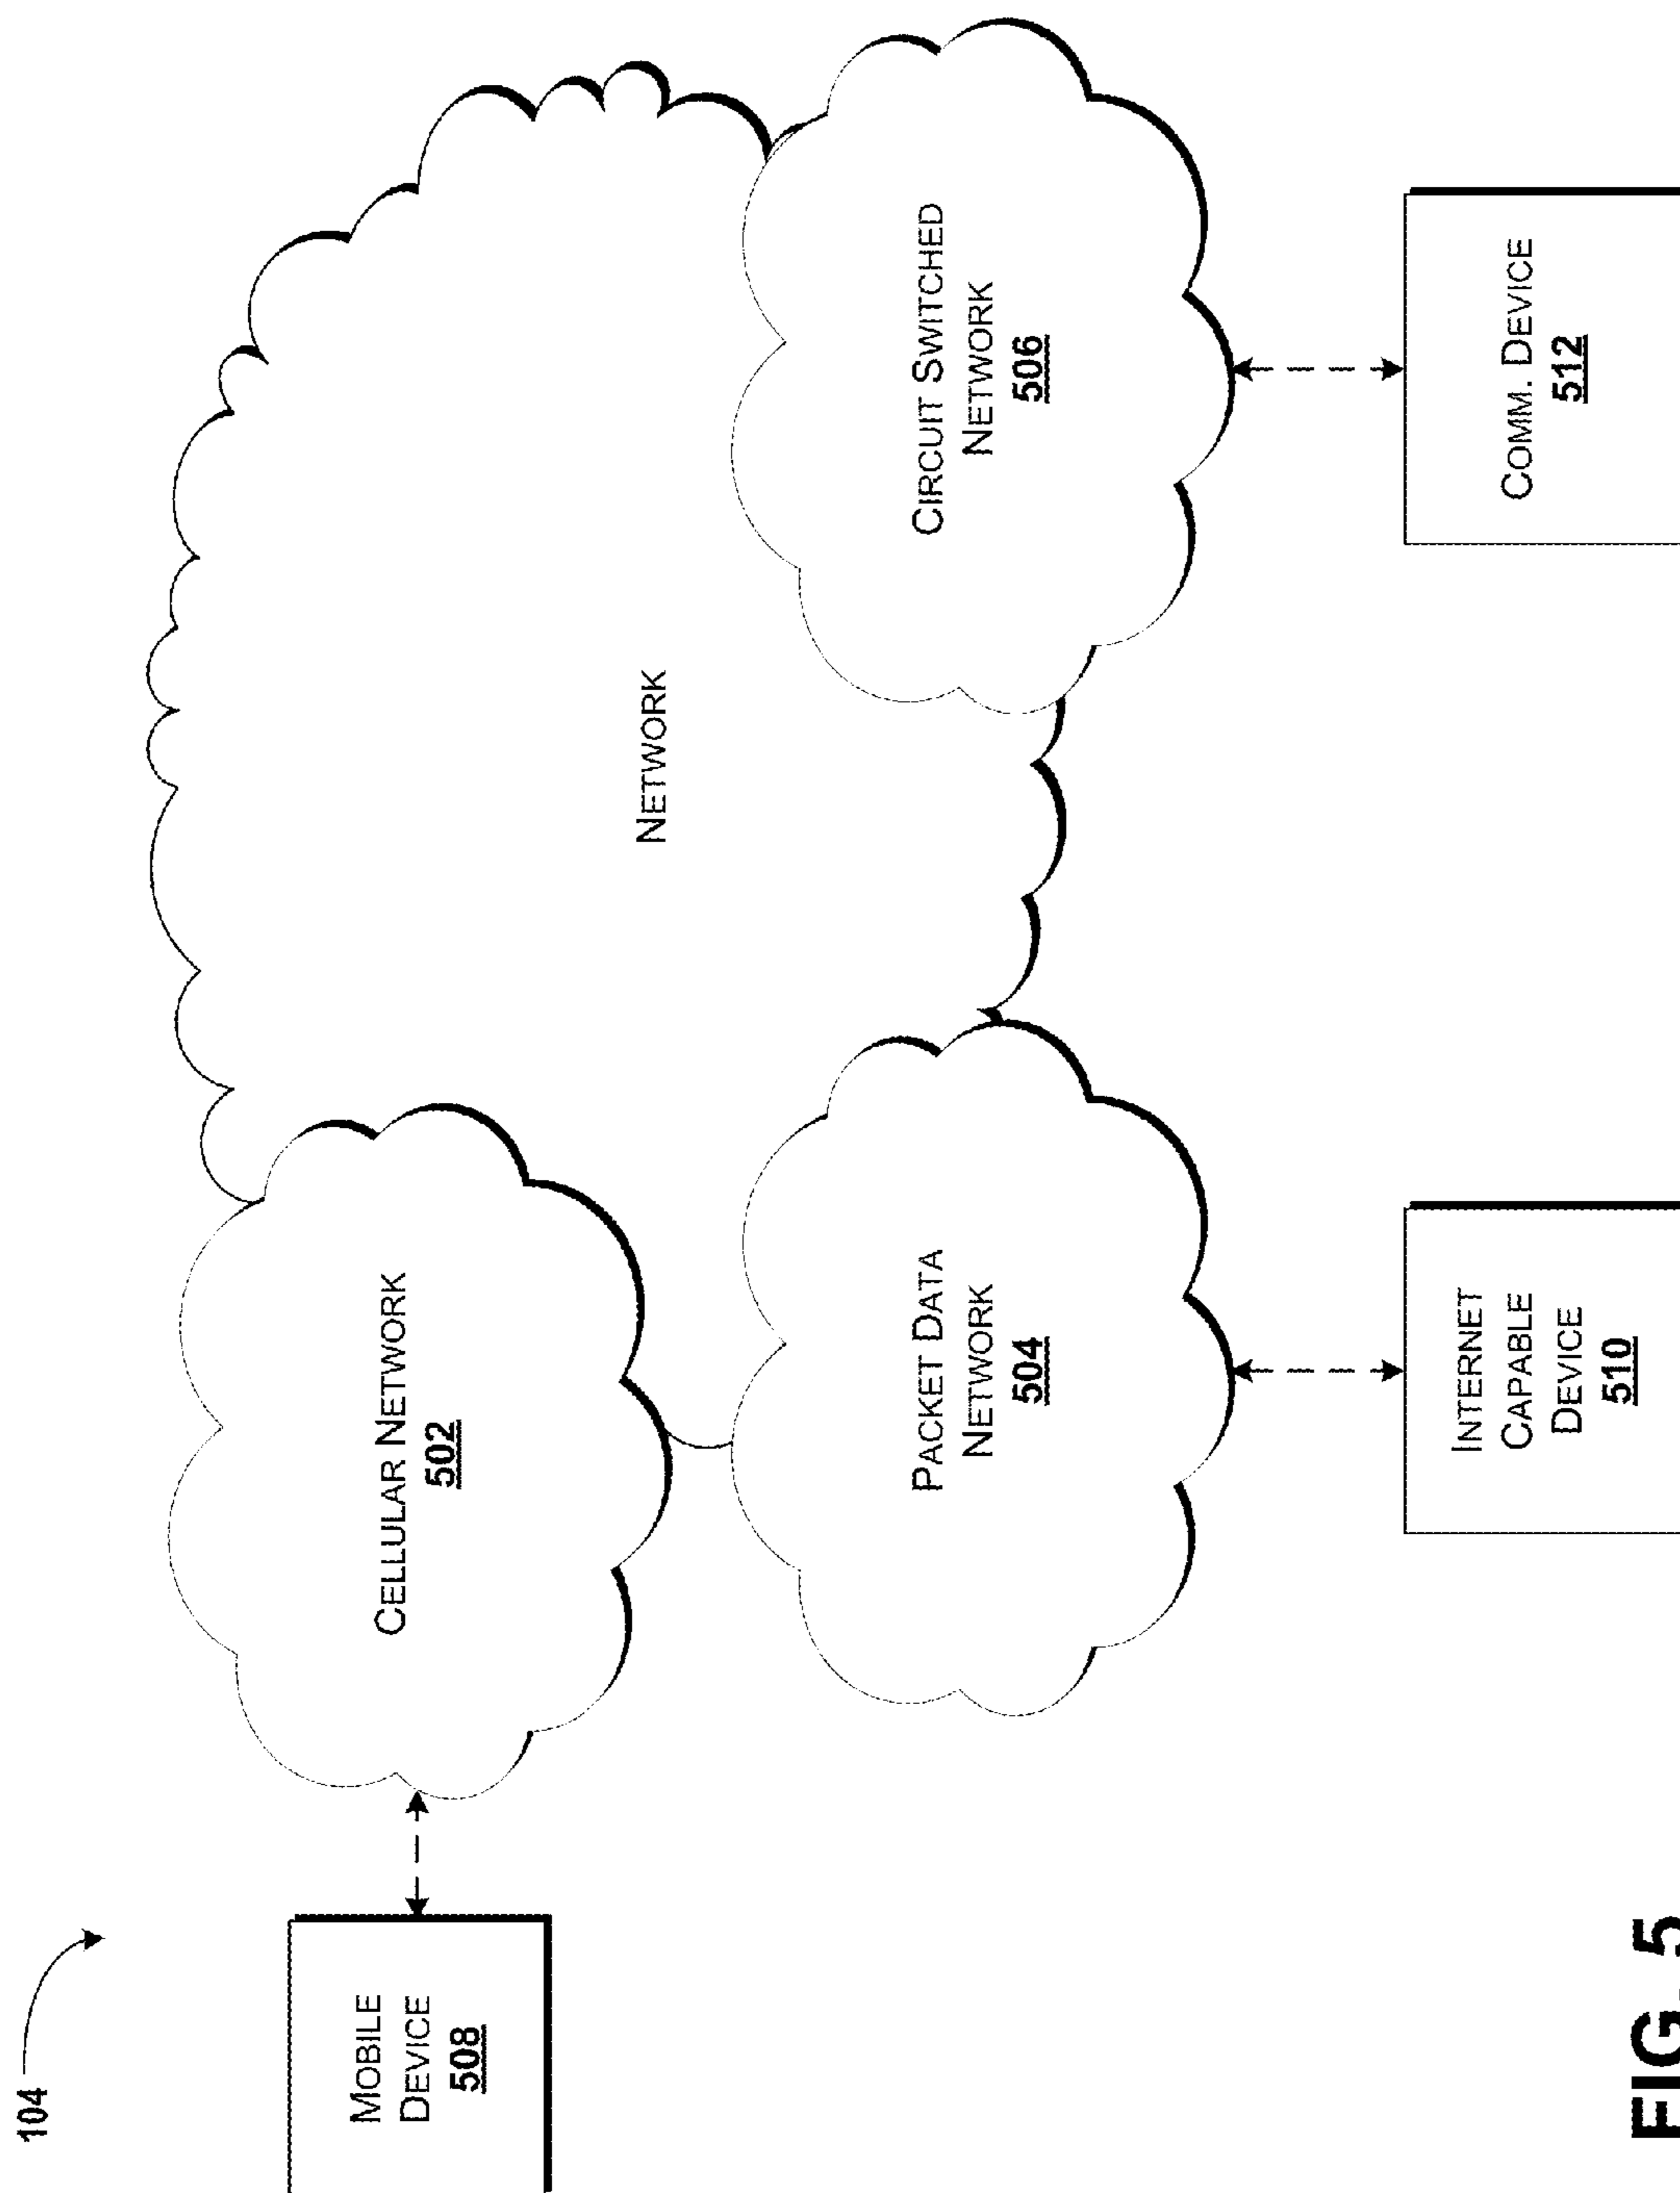 104
MOBILE
DEVICE
508
CELLULAR NETWORK
502
NETWORK
PACKET DATA
NETWORK
504
CIRCUIT SWITCHED
NETWORK
506
INTERNET
CAPABLE
DEVICE
510
COMM. DEVICE
512
FIG. 5